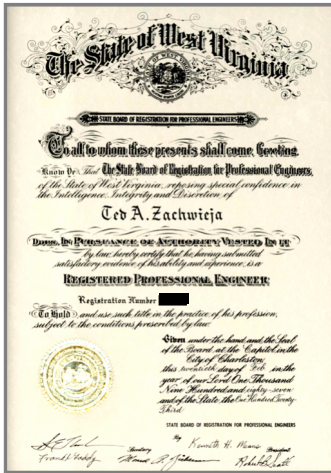 The State of West Virginia
STATE BOARD OF REGISTRATION FOR PROFESSIONAL ENGINEERS
To all to whom these presents shall come, Greeting
Know Ye That The State Board of Registration for Professional Engineers,
of the State of West Virginia, reposing special confidence in
the Intelligence, Integrity and Discretion of
Ted A. Zachwieja
DOES, IN PURSUANCE OF AUTHORITY VESTED IN IT
by law, hereby certify that he, having submitted
satisfactory evidence of his ability and experience, is a
REGISTERED PROFESSIONAL ENGINEER
Registration Number
To Hold and use such title in the practice of his profession,
subject to the conditions prescribed by law
Given under the hand and the Seal
of the Board at the Capitol, in the
City of Charleston,
this twentieth day of Feb in the
year of our Lord One Thousand
Nine Hundred and eighty-seven
and of the State, the One Hundred Twenty
Third.
STATE BOARD OF REGISTRATION FOR PROFESSIONAL ENGINEERS
By Kenneth H.
Secretary President